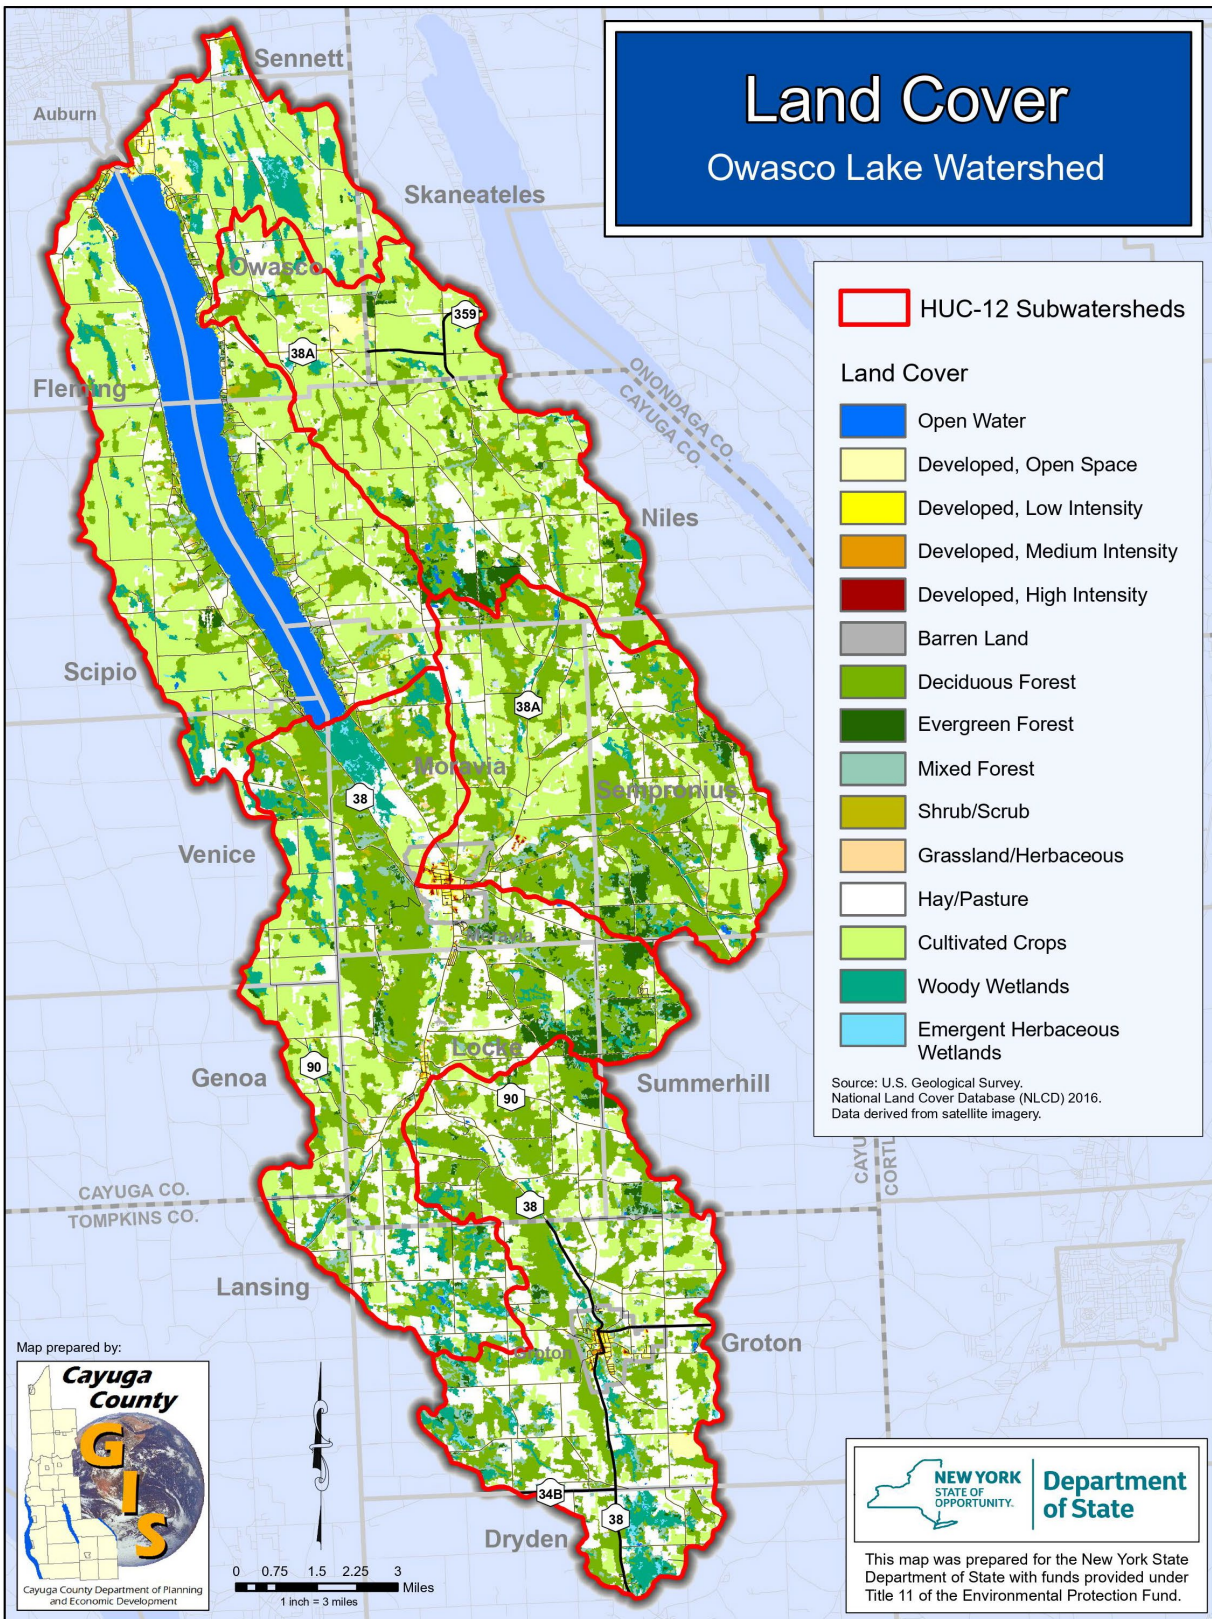 Land Cover
Owasco Lake Watershed
Sennett
Auburn
Skaneateles
Owasco
359
38A
Fleming
ONONDAGA CO.
CAYUGA CO.
Niles
Scipio
38A
Moravia
Sempronius
38
Venice
Moravia
Locke
90
Genoa
90
Summerhill
CAYUGA CO.
TOMPKINS CO.
38
Lansing
Groton
Groton
34B
38
Dryden
HUC-12 Subwatersheds
Land Cover
Open Water
Developed, Open Space
Developed, Low Intensity
Developed, Medium Intensity
Developed, High Intensity
Barren Land
Deciduous Forest
Evergreen Forest
Mixed Forest
Shrub/Scrub
Grassland/Herbaceous
Hay/Pasture
Cultivated Crops
Woody Wetlands
Emergent Herbaceous
Wetlands
Source: U.S. Geological Survey.
National Land Cover Database (NLCD) 2016.
Data derived from satellite imagery.
CAYU
CORTL
Map prepared by:
Cayuga
County
GIS
Cayuga County Department of Planning
and Economic Development
0 0.75 1.5 2.25 3
Miles
1 inch = 3 miles
NEW YORK
STATE OF
OPPORTUNITY.
Department
of State
This map was prepared for the New York State
Department of State with funds provided under
Title 11 of the Environmental Protection Fund.